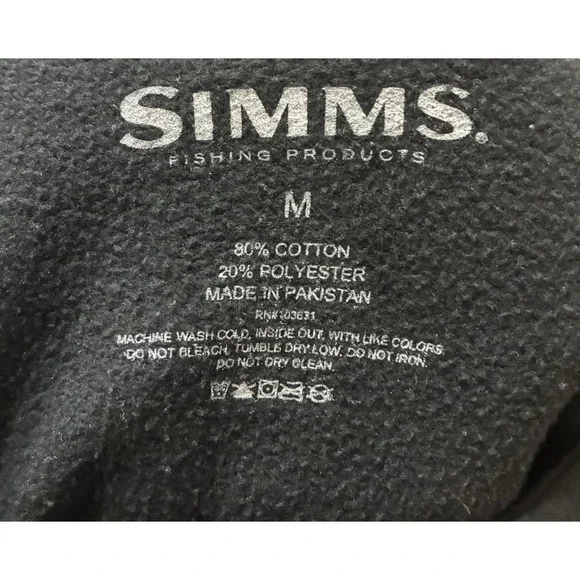 SIMMS®
FISHING PRODUCTS
M
80% COTTON
20% POLYESTER
MADE IN PAKISTAN
RN#103631
MACHINE WASH COLD, INSIDE OUT, WITH LIKE COLORS.
DO NOT BLEACH, TUMBLE DRY LOW. DO NOT IRON.
DO NOT DRY CLEAN.